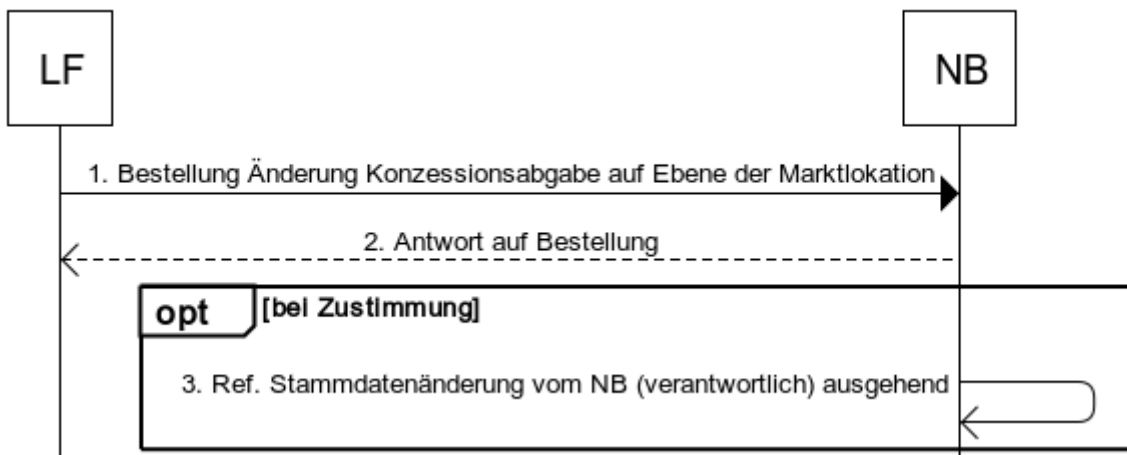 LF
NB
1. Bestellung Änderung Konzessionsabgabe auf Ebene der Marktlokation
2. Antwort auf Bestellung
opt
[bei Zustimmung]
3. Ref. Stammdatenänderung vom NB (verantwortlich) ausgehend